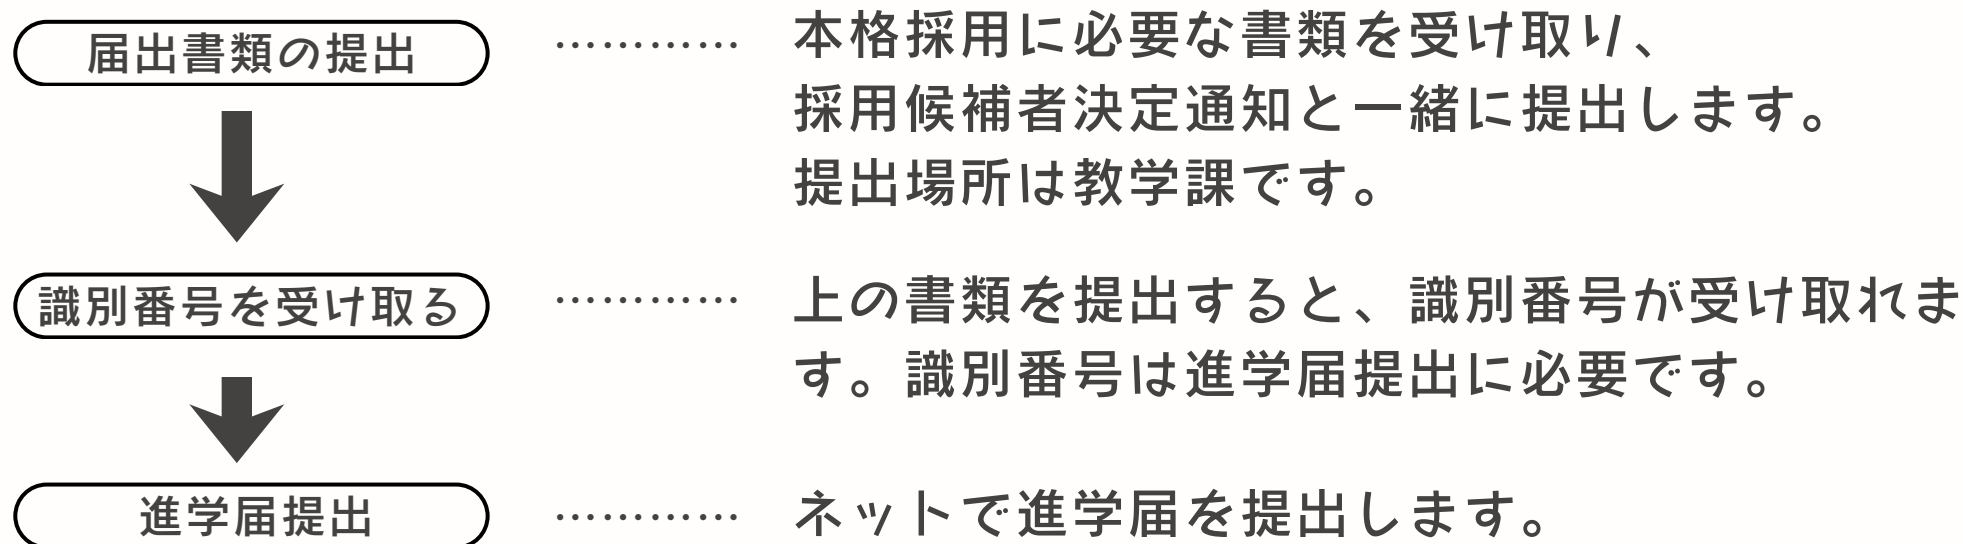 届出書類の提出 ………… 本格採用に必要な書類を受け取り、
採用候補者決定通知と一緒に提出します。
提出場所は教学課です。
識別番号を受け取る ………… 上の書類を提出すると、識別番号が受け取れま
す。識別番号は進学届提出に必要です。
進学届提出 ………… ネットで進学届を提出します。